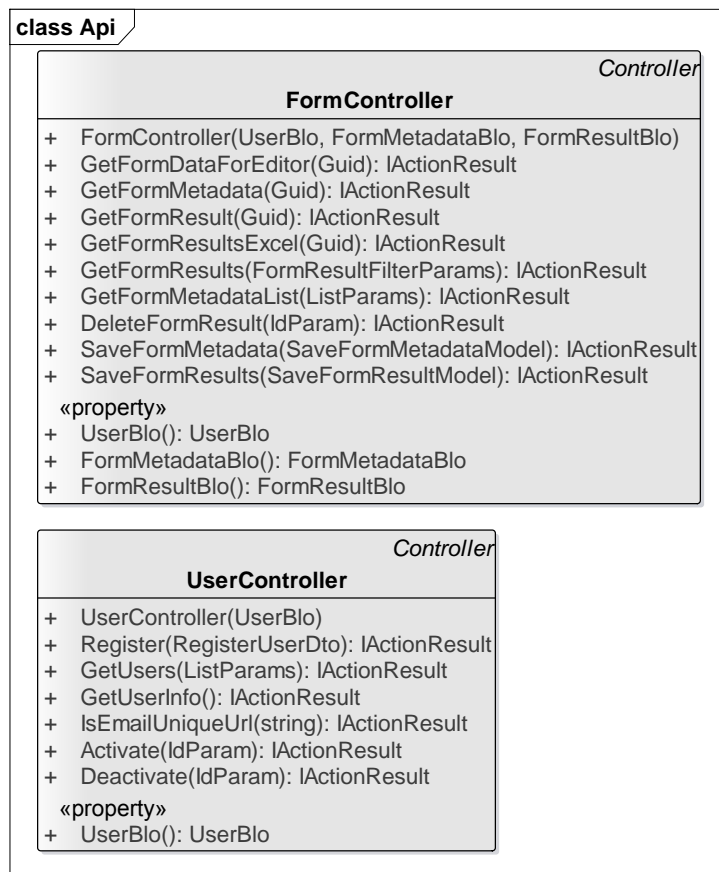 class Api
Controller
FormController
+ FormController(UserBlo, FormMetadataBlo, FormResultBlo)
+ GetFormDataForEditor(Guid): IActionResult
+ GetFormMetadata(Guid): IActionResult
+ GetFormResult(Guid): IActionResult
+ GetFormResultsExcel(Guid): IActionResult
+ GetFormResults(FormResultFilterParams): IActionResult
+ GetFormMetadataList(ListParams): IActionResult
+ DeleteFormResult(IdParam): IActionResult
+ SaveFormMetadata(SaveFormMetadataModel): IActionResult
+ SaveFormResults(SaveFormResultModel): IActionResult
«property»
+ UserBlo(): UserBlo
+ FormMetadataBlo(): FormMetadataBlo
+ FormResultBlo(): FormResultBlo
Controller
UserController
+ UserController(UserBlo)
+ Register(RegisterUserDto): IActionResult
+ GetUsers(ListParams): IActionResult
+ GetUserInfo(): IActionResult
+ IsEmailUniqueUrl(string): IActionResult
+ Activate(IdParam): IActionResult
+ Deactivate(IdParam): IActionResult
«property»
+ UserBlo(): UserBlo